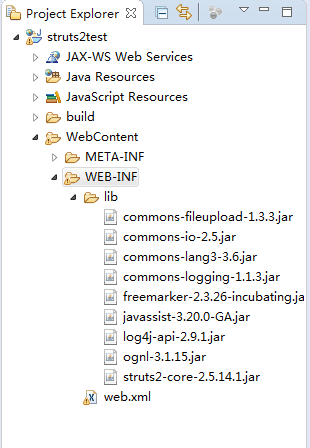 Project Explorer
struts2test
JAX-WS Web Services
Java Resources
JavaScript Resources
build
WebContent
META-INF
WEB-INF
lib
commons-fileupload-1.3.3.jar
commons-io-2.5.jar
commons-lang3-3.6.jar
commons-logging-1.1.3.jar
freemarker-2.3.26-incubating.ja
javassist-3.20.0-GA.jar
log4j-api-2.9.1.jar
ognl-3.1.15.jar
struts2-core-2.5.14.1.jar
web.xml